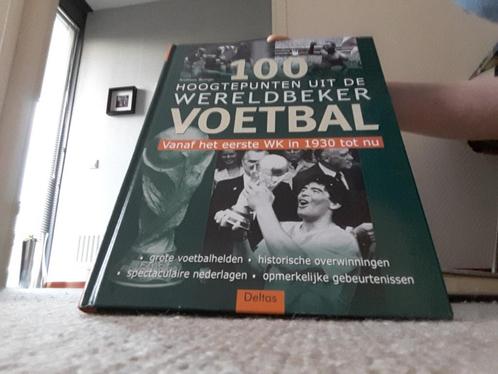 100
HOOGTEPUNTEN UIT DE
WERELDBEKER
VOETBAL
Vanaf het eerste WK in 1930 tot nu
• grote voetbalhelden • historische overwinningen
• spectaculaire nederlagen • opmerkelijke gebeurtenissen
Deltas